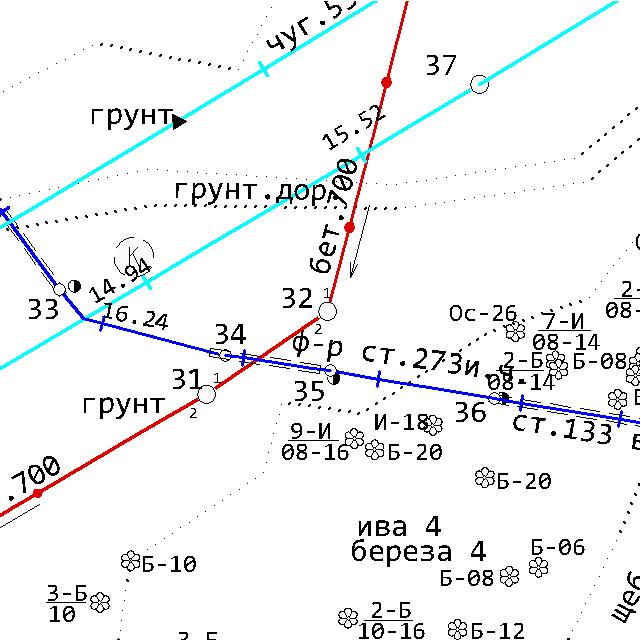 чуг.53
37
грунт
15.52
грунт.дор.
бет.700
К
14.94
33
16.24
32
1
2
Ос-26
7-И
08-14
34
ф-р
ст.273и.ч.
2-Б
08-14
Б-08
35
31
1
2
грунт
36
И-18
ст.133
9-И
08-16
Б-20
.700
Б-20
ива 4
береза 4
Б-10
Б-06
Б-08
3-Б
10
2-Б
10-16
Б-12
щеб
3-Б